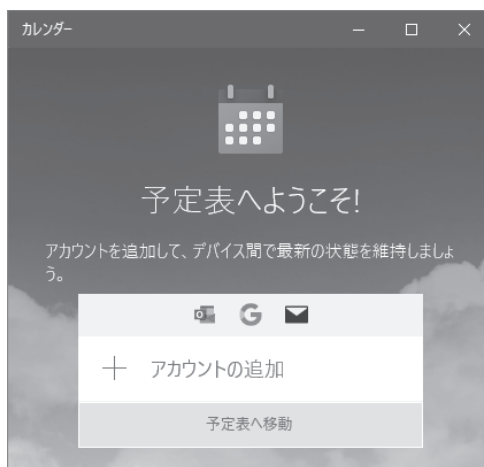 カレンダー
予定表へようこそ!
アカウントを追加して、デバイス間で最新の状態を維持しましょ
う。
アカウントの追加
予定表へ移動